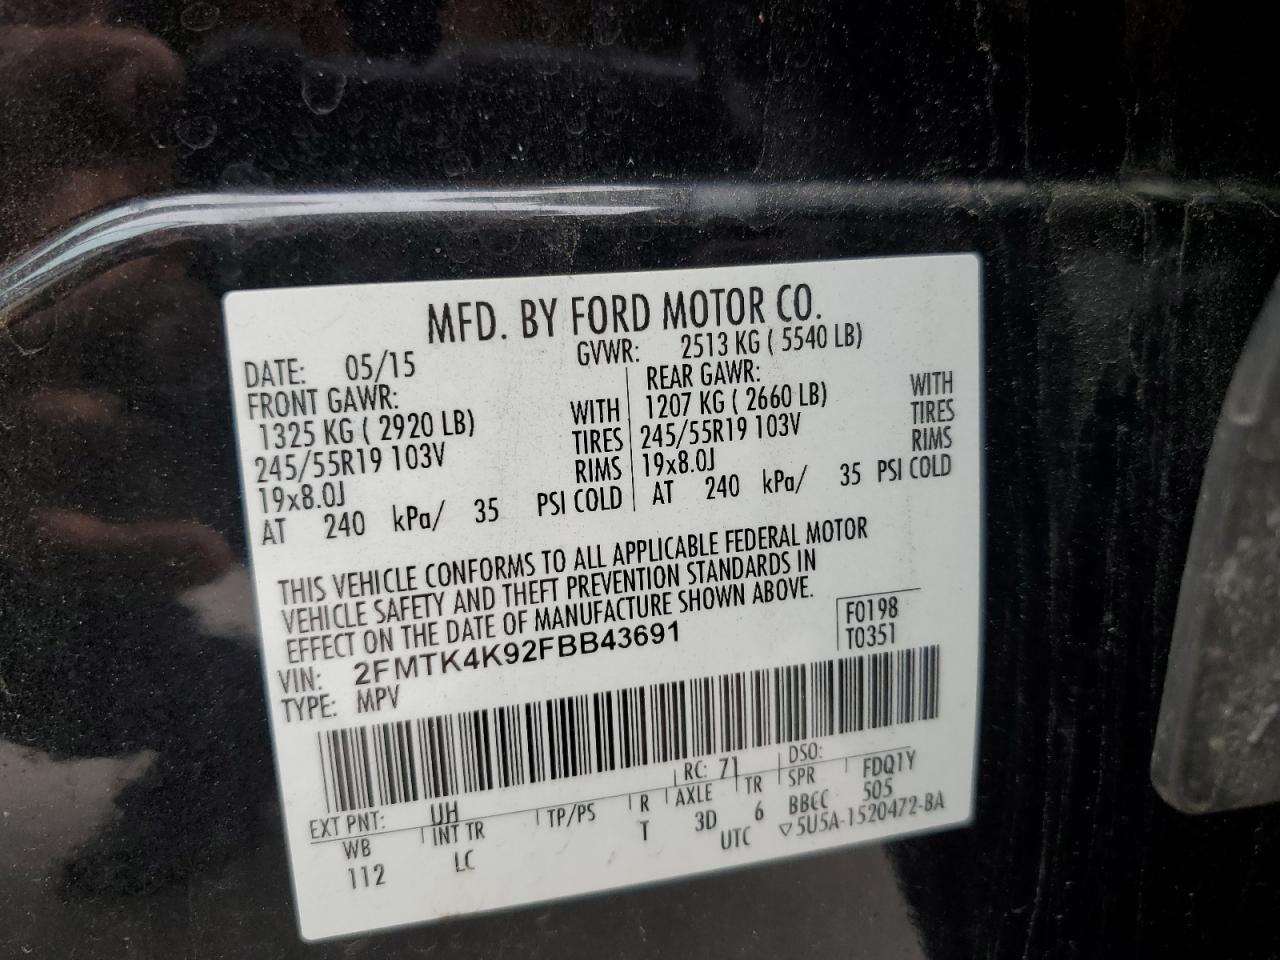 MFD. BY FORD MOTOR CO.
DATE: 05/15 GVWR: 2513 KG ( 5540 LB)
FRONT GAWR:
1325 KG ( 2920 LB) WITH
245/55R19 103V TIRES
19x8.0J RIMS
AT 240 kPa/ 35 PSI COLD
REAR GAWR:
1207 KG ( 2660 LB) WITH
245/55R19 103V TIRES
19x8.0J RIMS
AT 240 kPa/ 35 PSI COLD
THIS VEHICLE CONFORMS TO ALL APPLICABLE FEDERAL MOTOR
VEHICLE SAFETY AND THEFT PREVENTION STANDARDS IN
EFFECT ON THE DATE OF MANUFACTURE SHOWN ABOVE.
VIN: 2FMTK4K92FBB43691
TYPE: MPV
F0198
T0351
EXT PNT: UH RC: 71 DSO: FDQ1Y
WB INT TR TP/PS R AXLE TR SPR 505
112 LC T 3D 6 BBCC
UTC ▽5U5A-1520472-BA